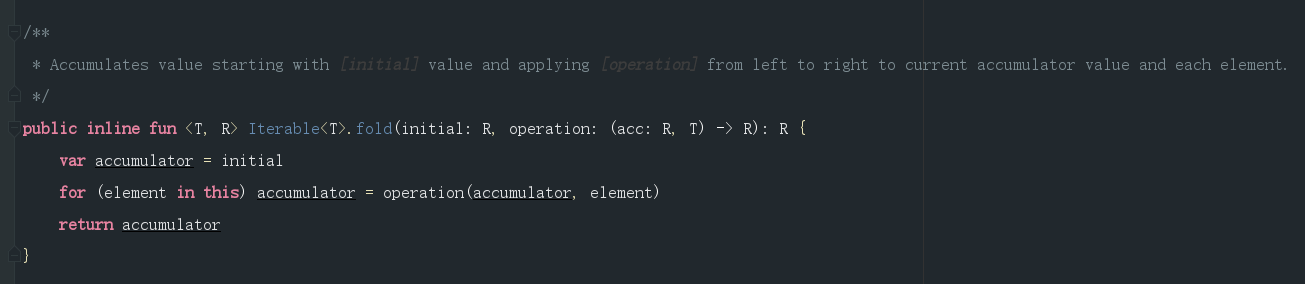 /**
* Accumulates value starting with [initial] value and applying [operation] from left to right to current accumulator value and each element.
*/
public inline fun <T, R> Iterable<T>.fold(initial: R, operation: (acc: R, T) -> R): R {
var accumulator = initial
for (element in this) accumulator = operation(accumulator, element)
return accumulator
}